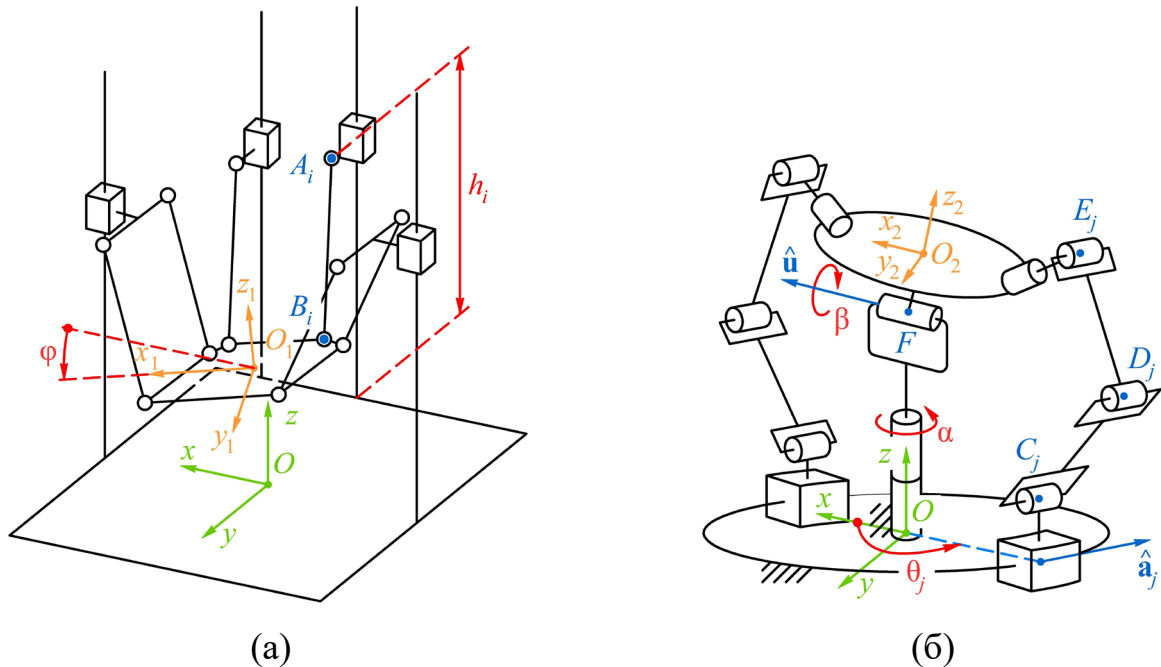 A_i
h_i
B_i
z_1
O_1
φ
x_1
y_1
z
x
O
y
(а)
z_2
x_2
O_2
y_2
E_j
û
β
F
D_j
α
C_j
z
x
O
θ_j
y
â_j
(б)